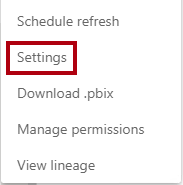 Schedule refresh
Settings
Download .pbix
Manage permissions
View lineage